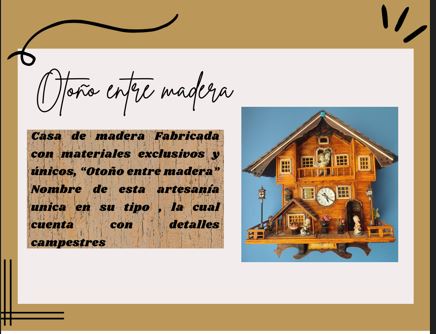 Otoño entre madera
Casa de madera Fabricada
con materiales exclusivos y
únicos, “Otoño entre madera”
Nombre de esta artesanía
unica en su tipo , la cual
cuenta con detalles
campestres